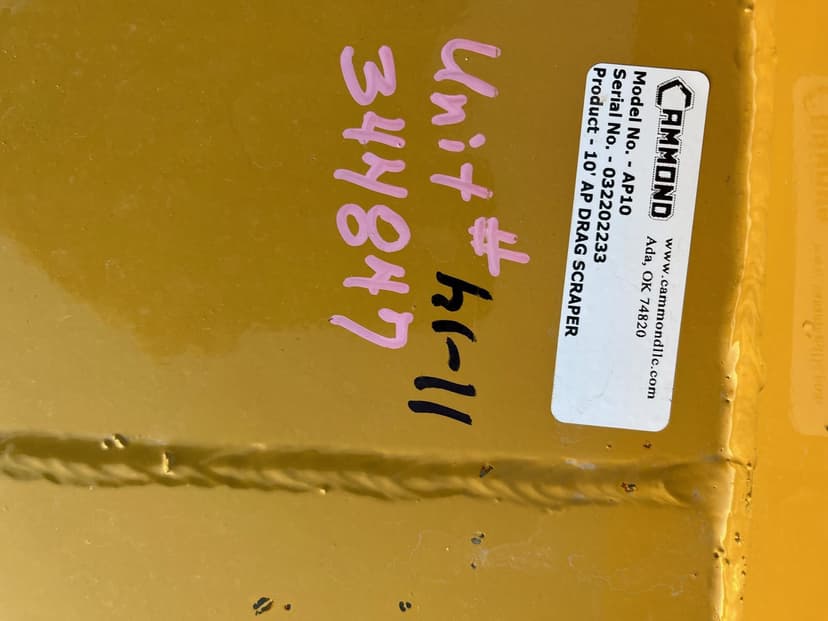 CAMMOND
www.cammondllc.com
Ada, OK 74820
Model No. - AP10
Serial No. - 032202233
Product - 10' AP DRAG SCRAPER
Unit #
344847
11-14